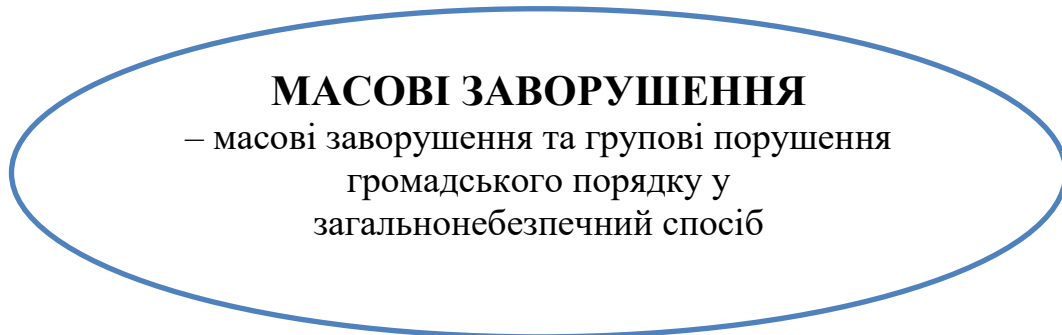 МАСОВІ ЗАВОРУШЕННЯ
– масові заворушення та групові порушення
громадського порядку у
загальнонебезпечний спосіб